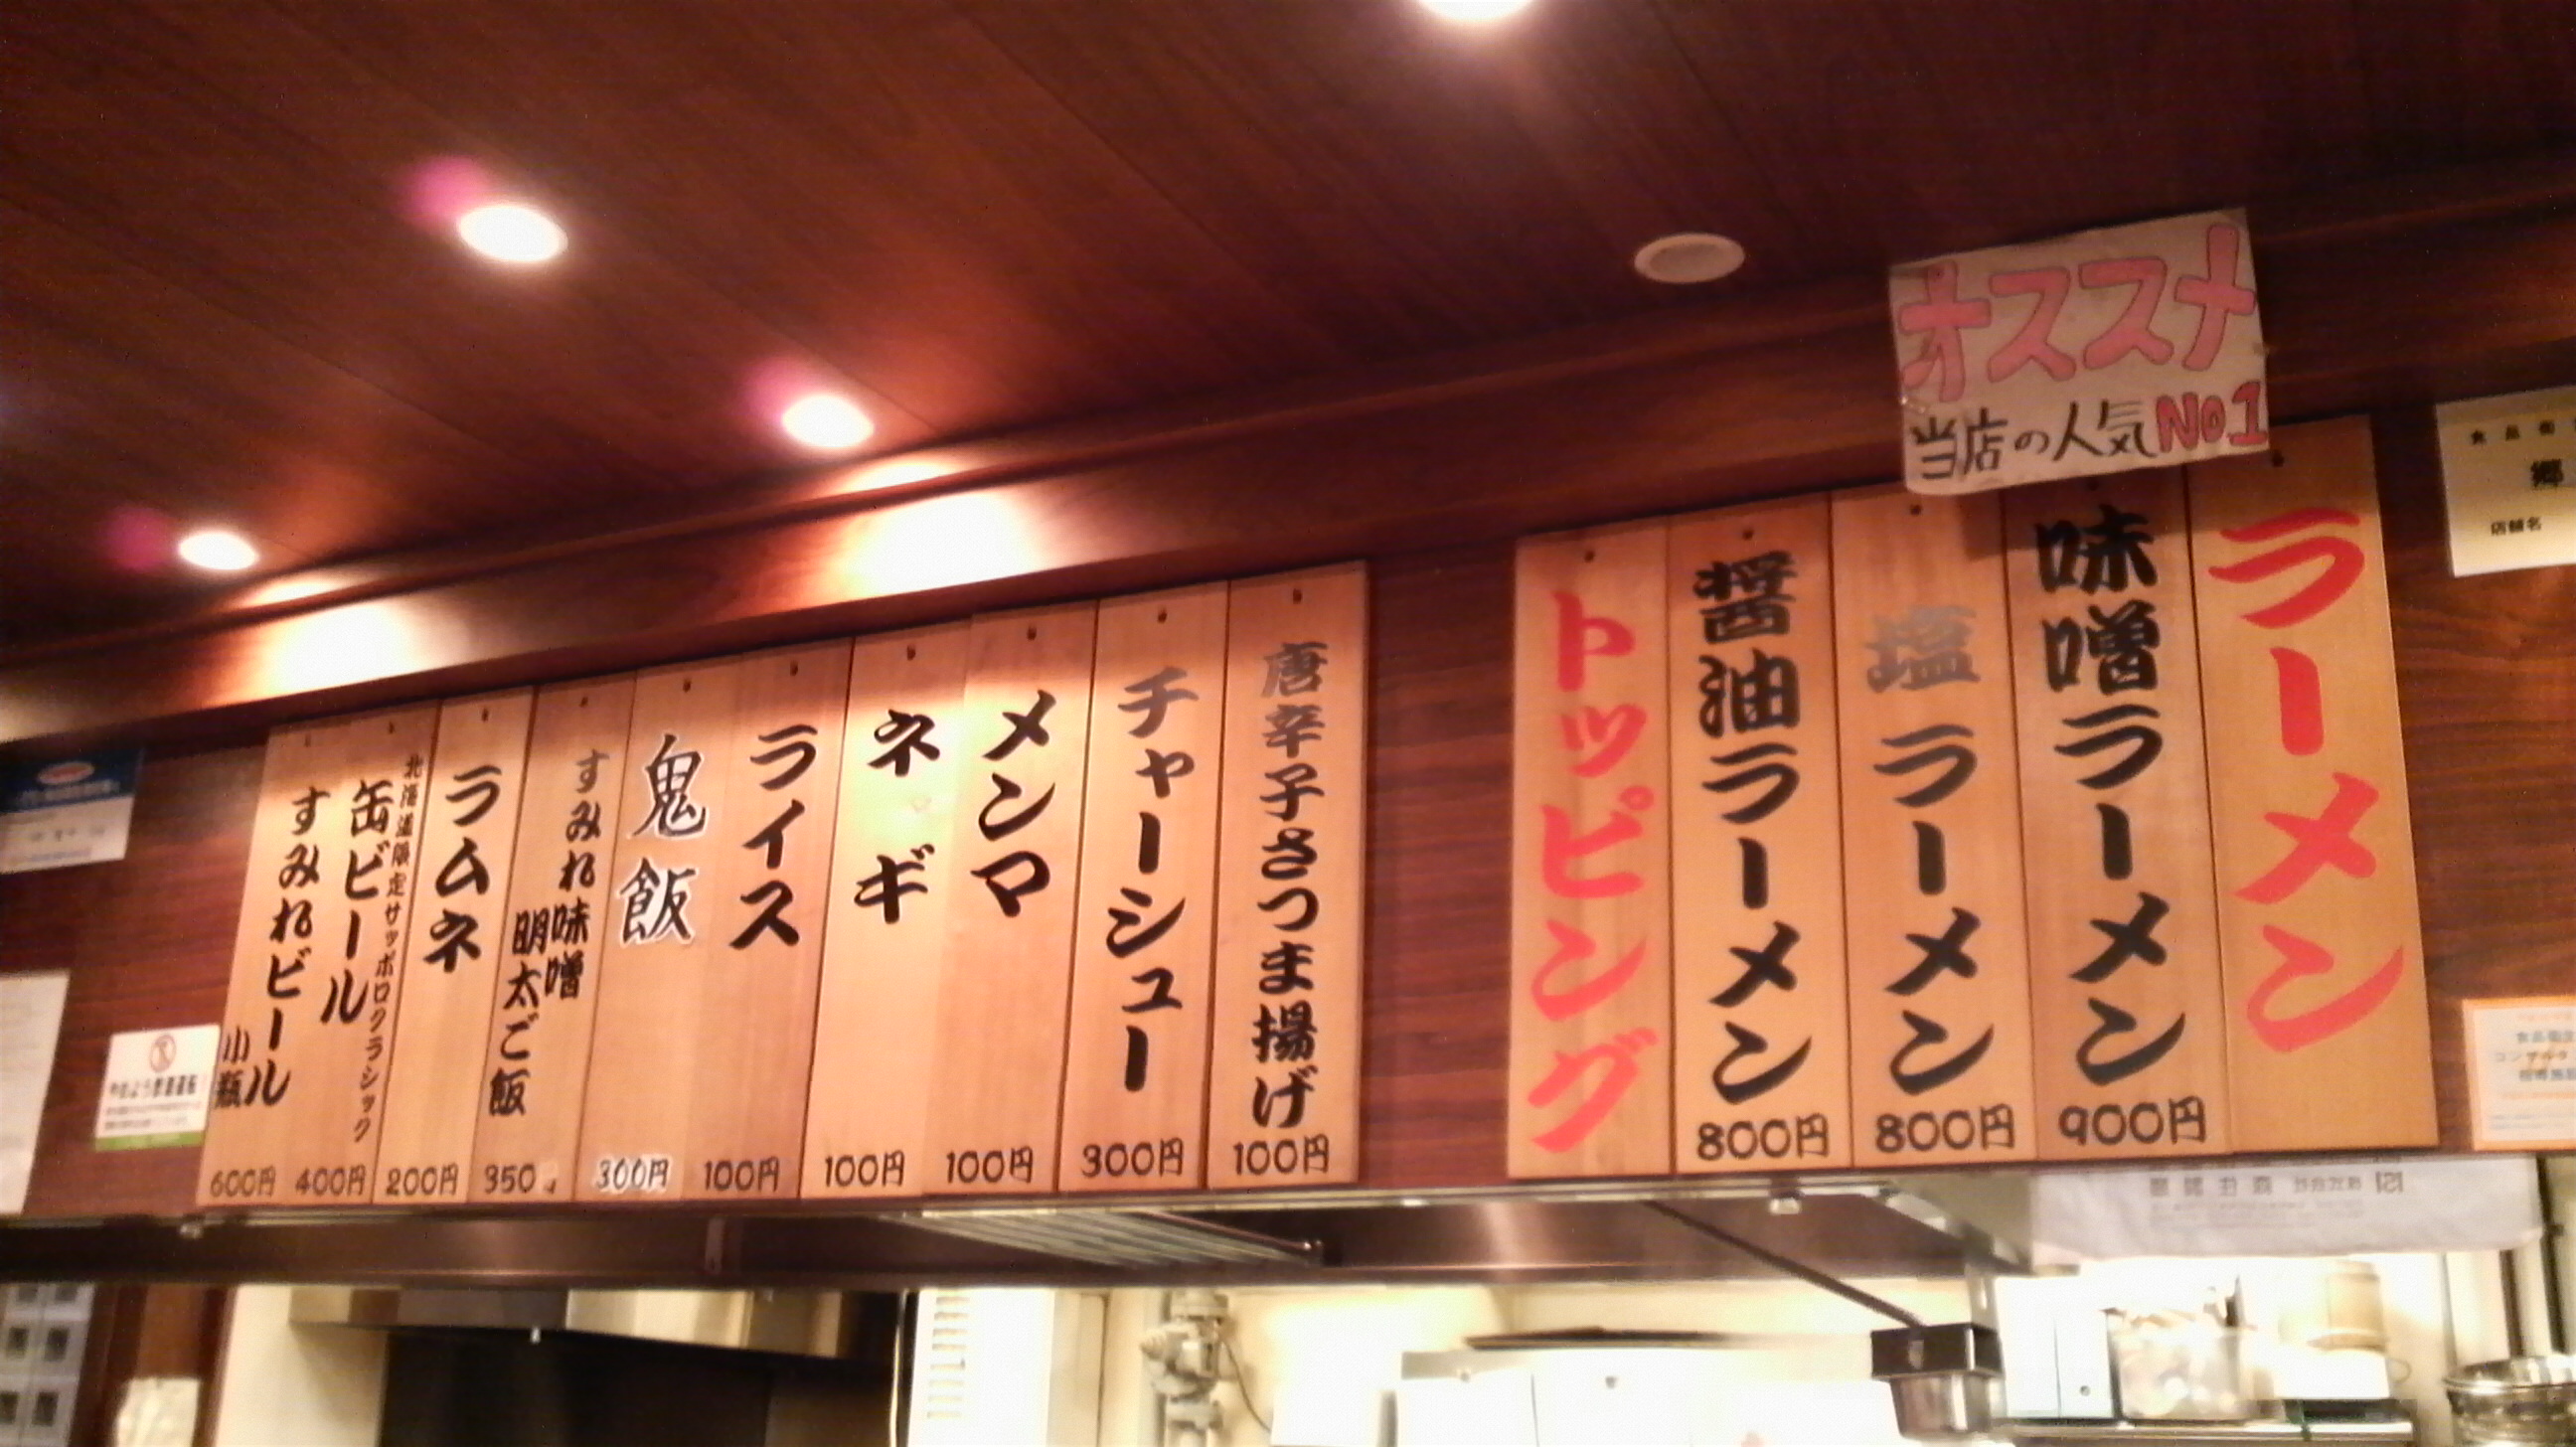 オススメ
当店の人気No1
ラーメン
味噌ラーメン
900円
塩ラーメン
800円
醤油ラーメン
800円
トッピング
唐辛子さつま揚げ
100円
チャーシュー
300円
メンマ
100円
ネギ
100円
ライス
100円
鬼飯
300円
すみれ味噌
明太ご飯
350
ラムネ
200円
北海道限定サッポロクラシック
缶ビール
400円
すみれビール
小瓶
600円
店舗名